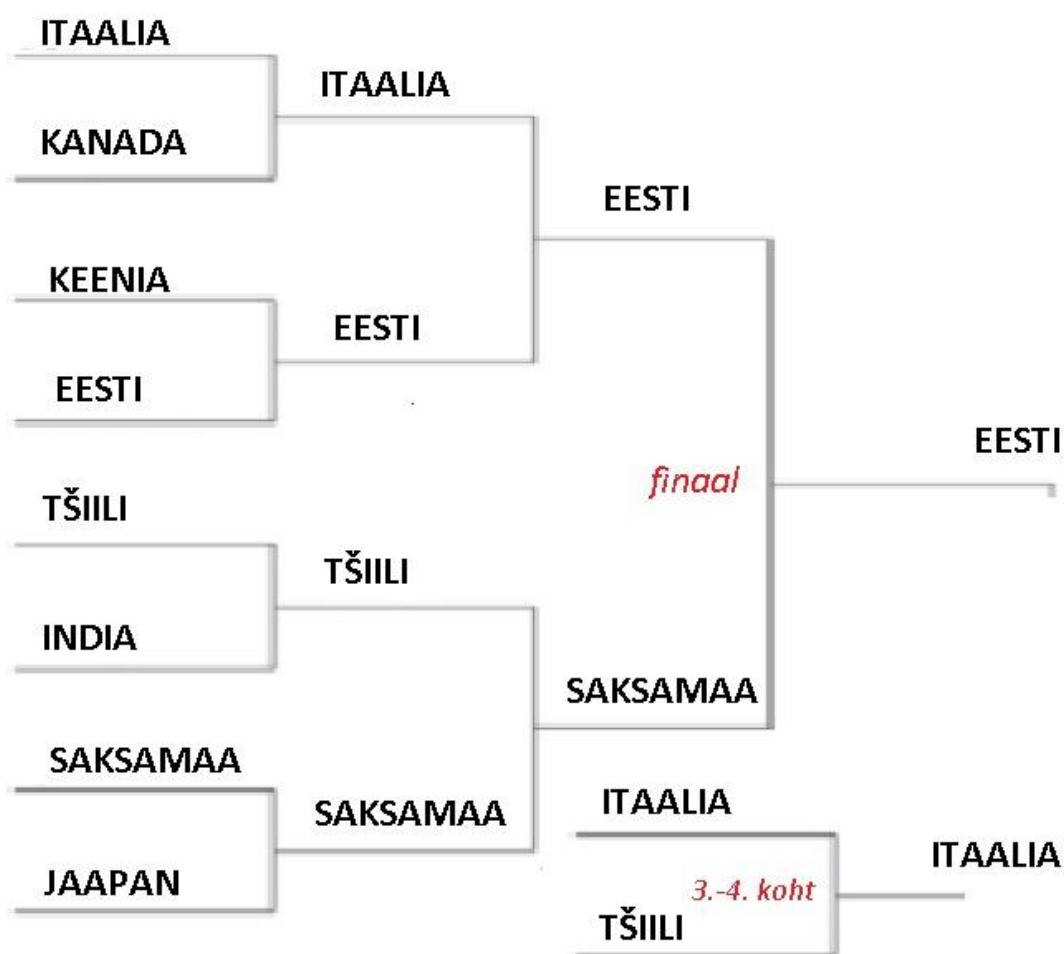 ITAALIA
ITAALIA
KANADA
EESTI
KEENIA
EESTI
EESTI
EESTI
finaal
TŠIILI
TŠIILI
INDIA
SAKSAMAA
SAKSAMAA
SAKSAMAA
JAAPAN
ITAALIA
ITAALIA
3.-4. koht
TŠIILI